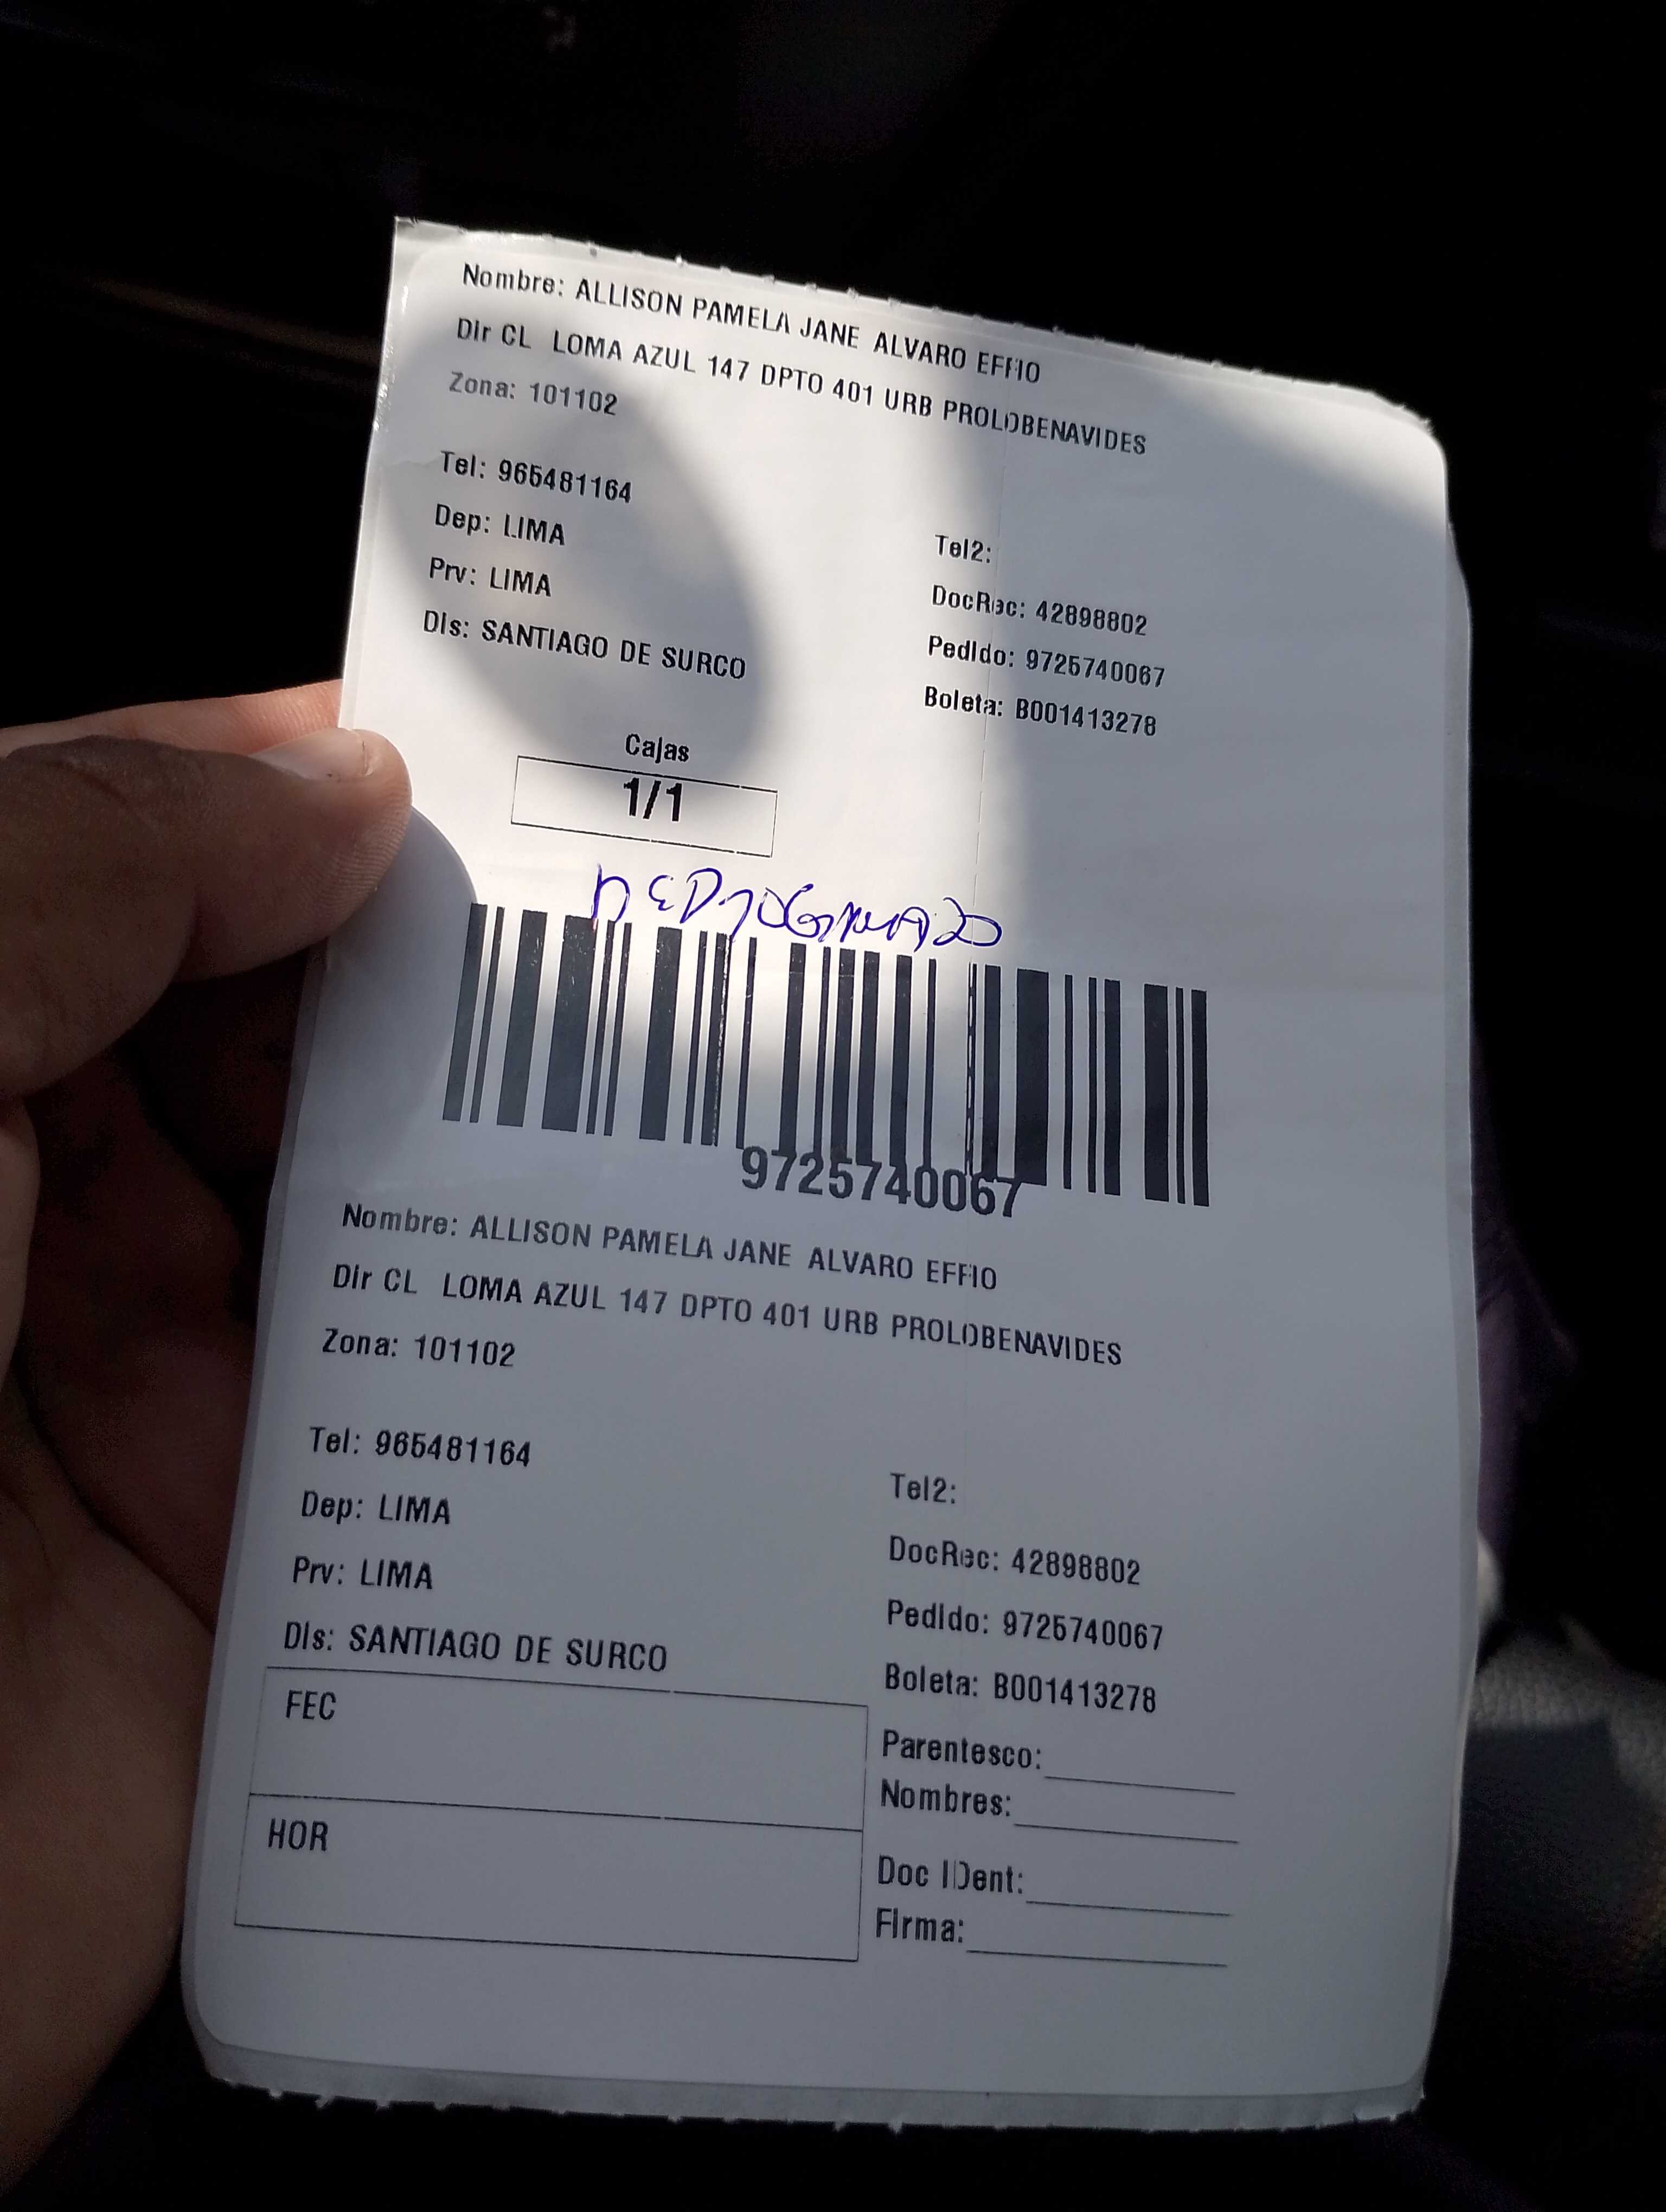 Nombre: ALLISON PAMELA JANE ALVARO EFFIO
Dir CL LOMA AZUL 147 DPTO 401 URB PROLOBENAVIDES
Zona: 101102
Tel: 965481164
Dep: LIMA
Prv: LIMA
Dis: SANTIAGO DE SURCO
Tel2:
DocRec: 42898802
Pedido: 9725740067
Boleta: B001413278
Cajas
1/1
9725740067
Nombre: ALLISON PAMELA JANE ALVARO EFFIO
Dir CL LOMA AZUL 147 DPTO 401 URB PROLOBENAVIDES
Zona: 101102
Tel: 965481164
Dep: LIMA
Prv: LIMA
Dis: SANTIAGO DE SURCO
Tel2:
DocRec: 42898802
Pedido: 9725740067
Boleta: B001413278
FEC
HOR
Parentesco:
Nombres:
Doc IDent:
Firma: